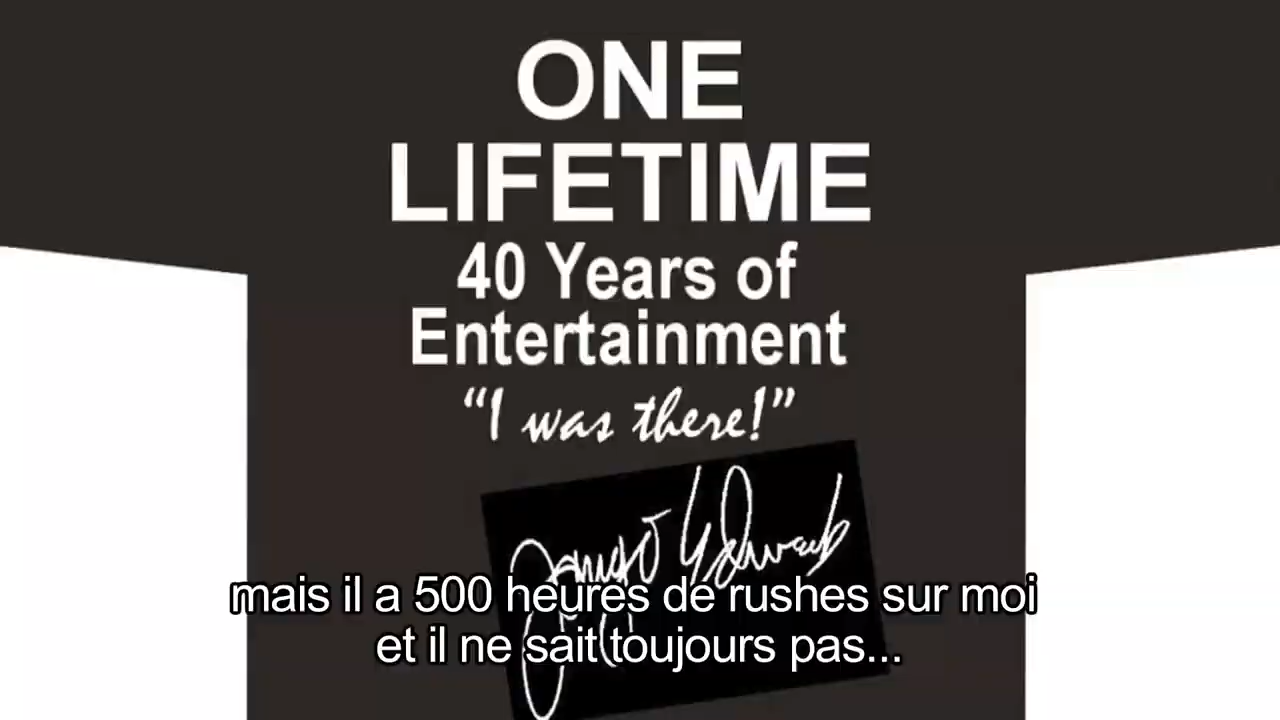 ONE
LIFETIME
40 Years of
Entertainment
“I was there!”
mais il a 500 heures de rushes sur moi
et il ne sait toujours pas...